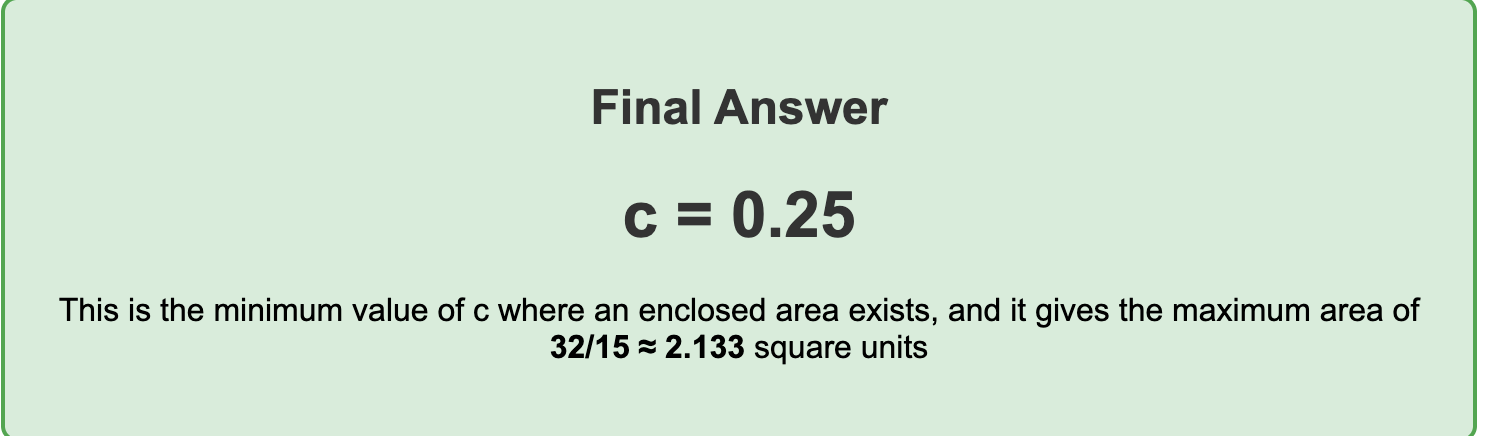 Final Answer
c = 0.25
This is the minimum value of c where an enclosed area exists, and it gives the maximum area of
32/15 ≈ 2.133 square units